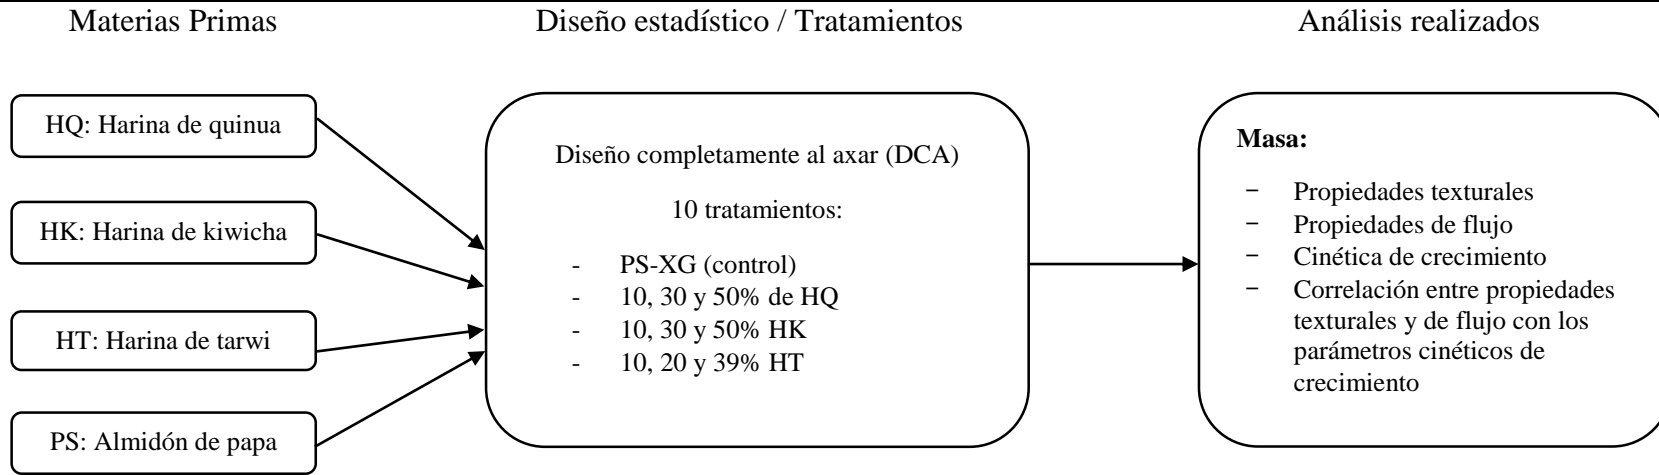 Materias Primas
Diseño estadístico / Tratamientos
Análisis realizados
HQ: Harina de quinua
HK: Harina de kiwicha
HT: Harina de tarwi
PS: Almidón de papa
Diseño completamente al axar (DCA)
10 tratamientos:
- PS-XG (control)
- 10, 30 y 50% de HQ
- 10, 30 y 50% HK
- 10, 20 y 39% HT
Masa:
− Propiedades texturales
− Propiedades de flujo
− Cinética de crecimiento
− Correlación entre propiedades
texturales y de flujo con los
parámetros cinéticos de
crecimiento